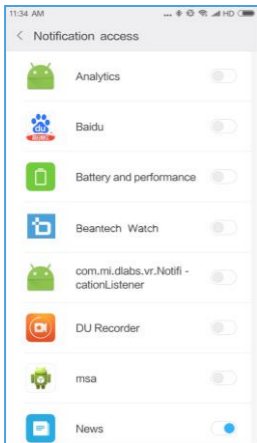 11:34 AM ... HD
Notification access
Analytics
Baidu
Battery and performance
Beantech Watch
com.mi.dlabs.vr.Notifi -
cationListener
DU Recorder
msa
News